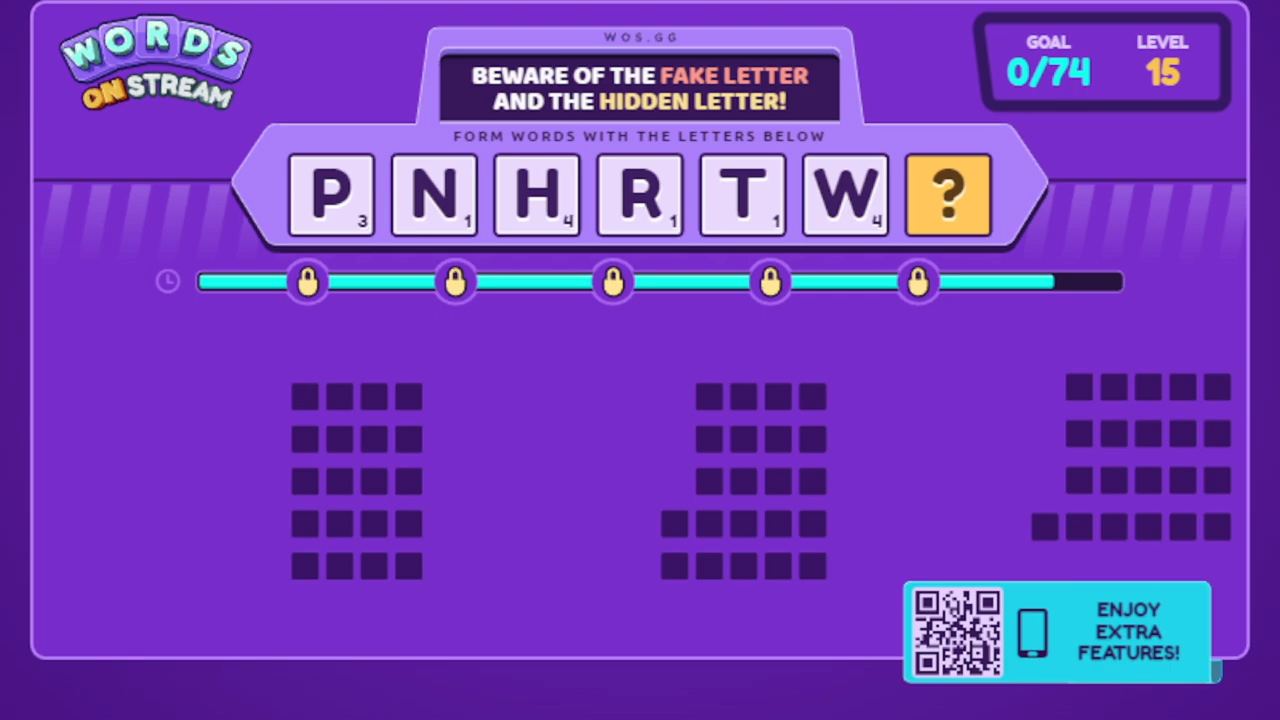 WORDS
ON STREAM
WOS.GG
BEWARE OF THE FAKE LETTER
AND THE HIDDEN LETTER!
GOAL
0/74
LEVEL
15
FORM WORDS WITH THE LETTERS BELOW
P3 N1 H4 R1 T1 W4 ?
ENJOY
EXTRA
FEATURES!